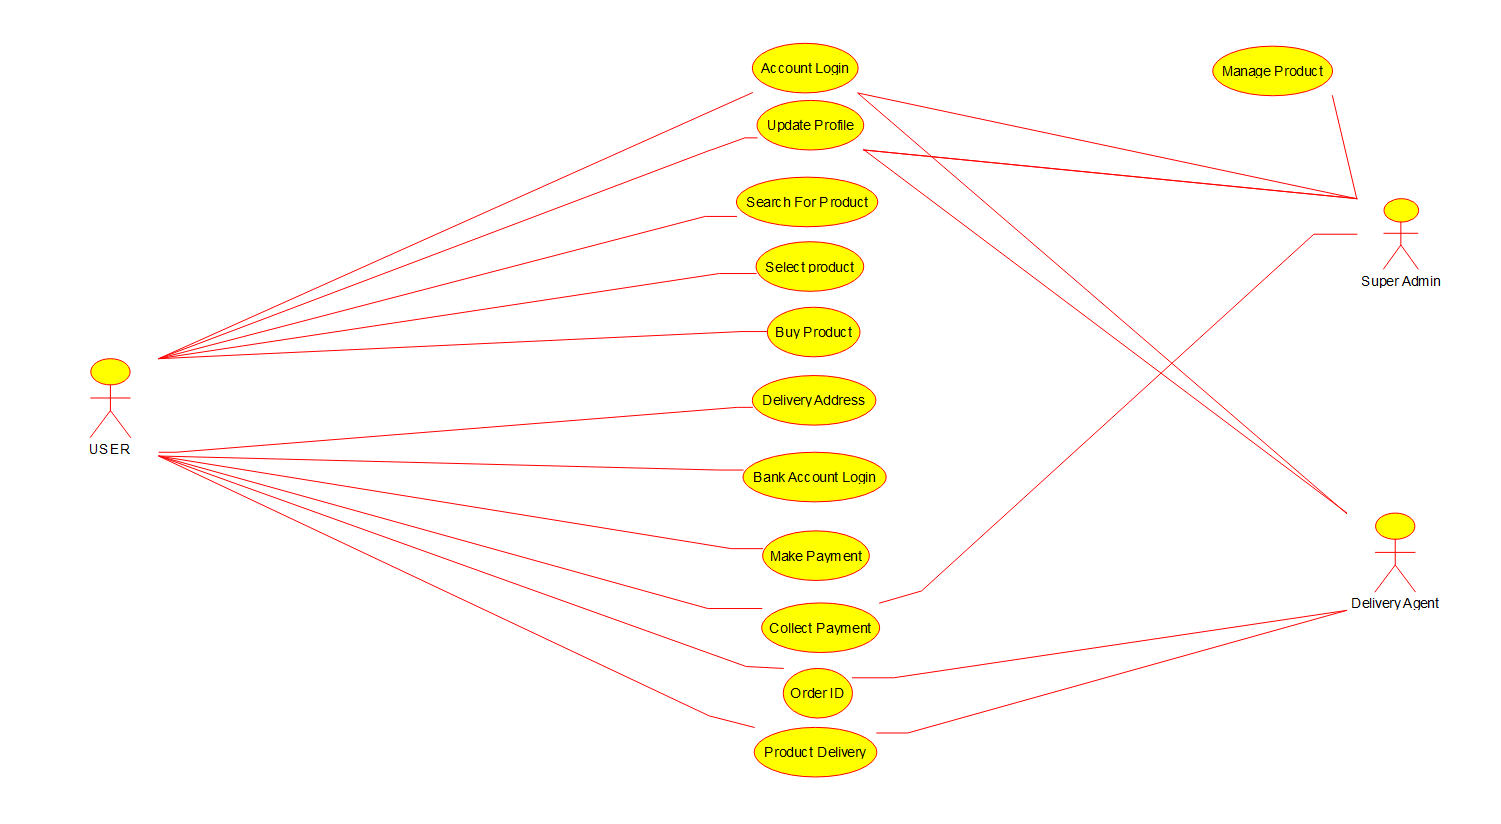 Account Login
Manage Product
Update Profile
Search For Product
Select product
Super Admin
Buy Product
Delivery Address
USER
Bank Account Login
Make Payment
Delivery Agent
Collect Payment
Order ID
Product Delivery